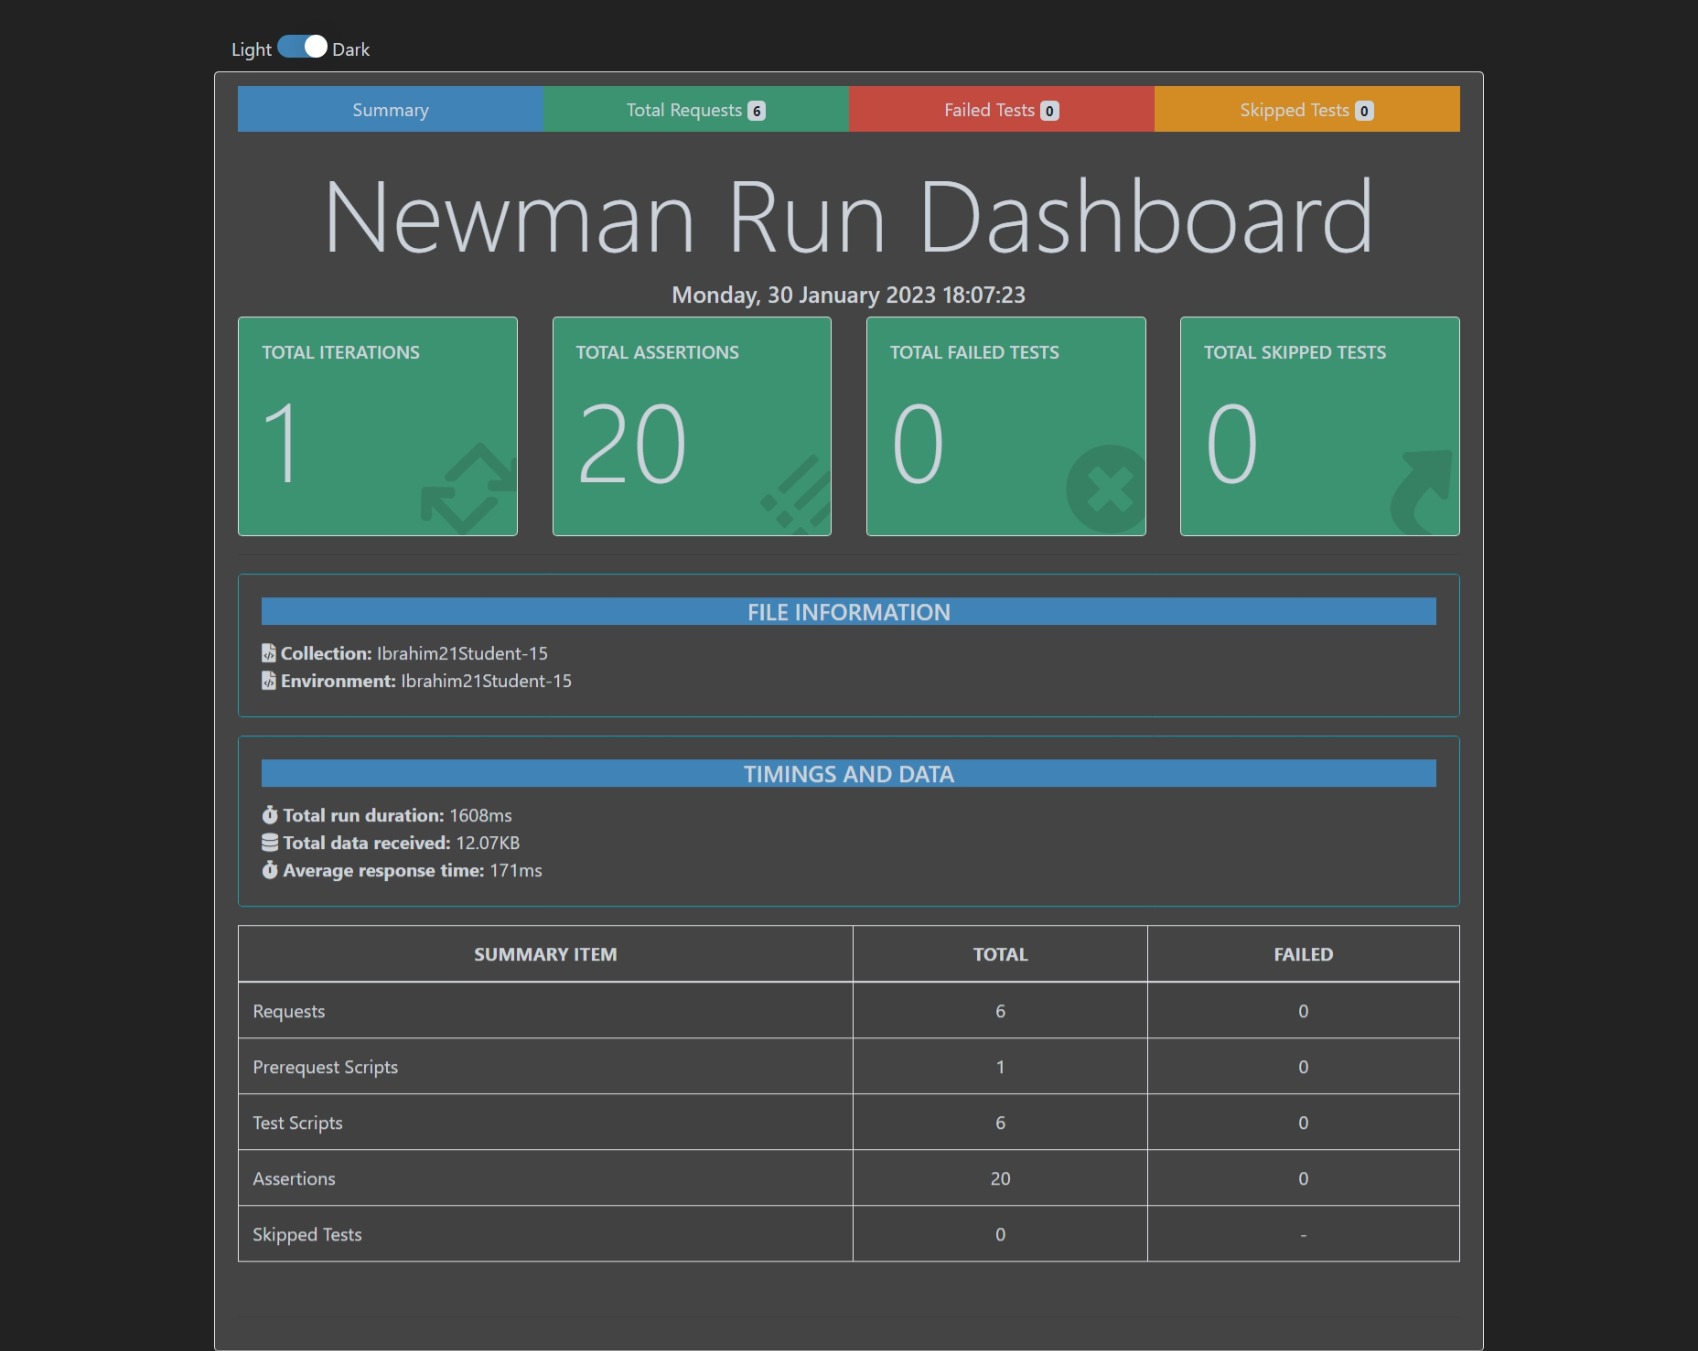 Light Dark
Summary Total Requests 6 Failed Tests 0 Skipped Tests 0
Newman Run Dashboard
Monday, 30 January 2023 18:07:23
TOTAL ITERATIONS TOTAL ASSERTIONS TOTAL FAILED TESTS TOTAL SKIPPED TESTS
1 20 0 0
FILE INFORMATION
Collection: Ibrahim21Student-15
Environment: Ibrahim21Student-15
TIMINGS AND DATA
Total run duration: 1608ms
Total data received: 12.07KB
Average response time: 171ms
SUMMARY ITEM TOTAL FAILED
Requests 6 0
Prerequest Scripts 1 0
Test Scripts 6 0
Assertions 20 0
Skipped Tests 0 -